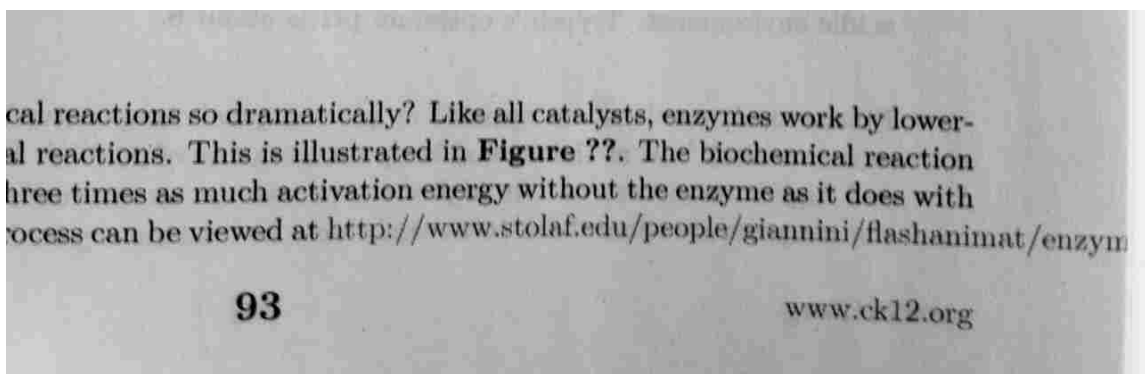 cal reactions so dramatically? Like all catalysts, enzymes work by lower-
al reactions. This is illustrated in Figure ??. The biochemical reaction
hree times as much activation energy without the enzyme as it does with
rocess can be viewed at http://www.stolaf.edu/people/giannini/flashanimat/enzym
93
www.ck12.org